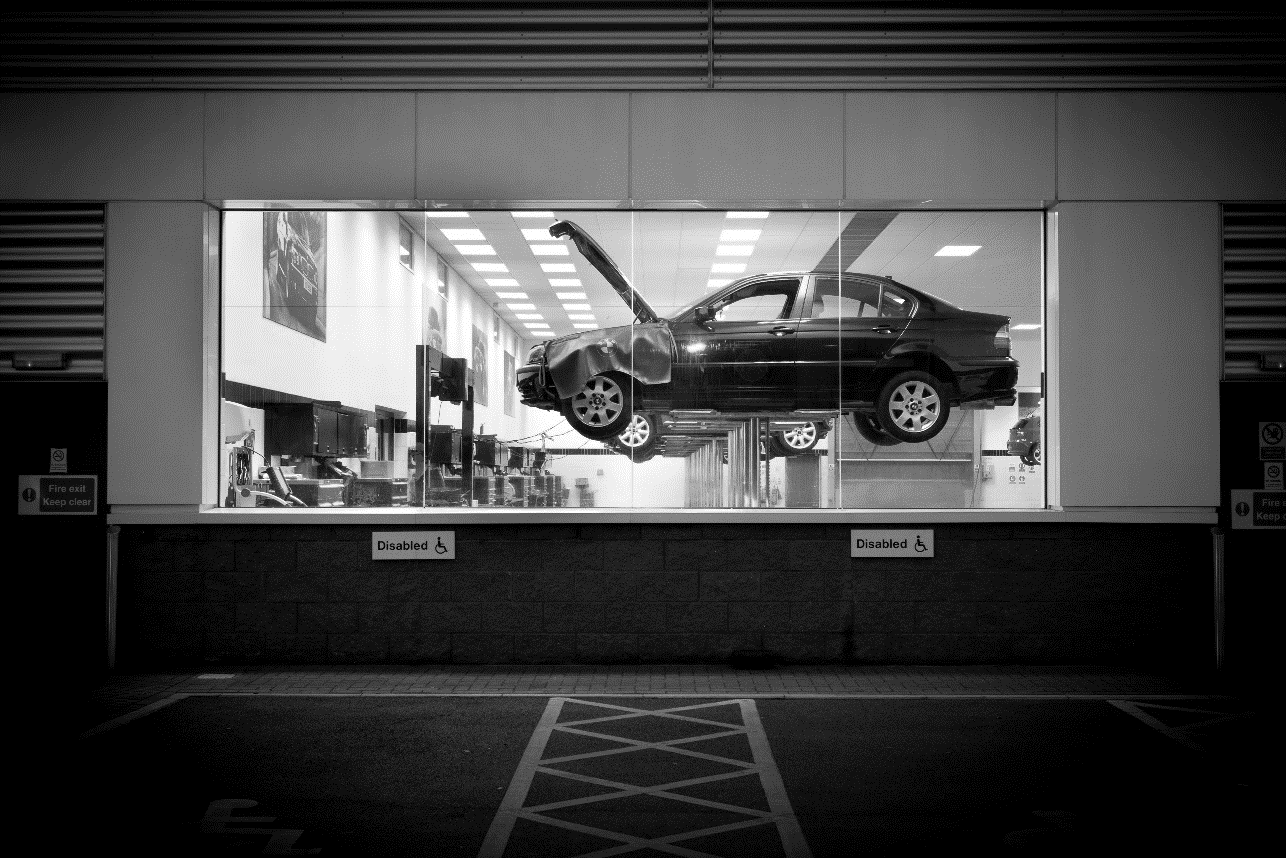 Fire exit
Keep clear
Disabled
Disabled
Fire
Keep